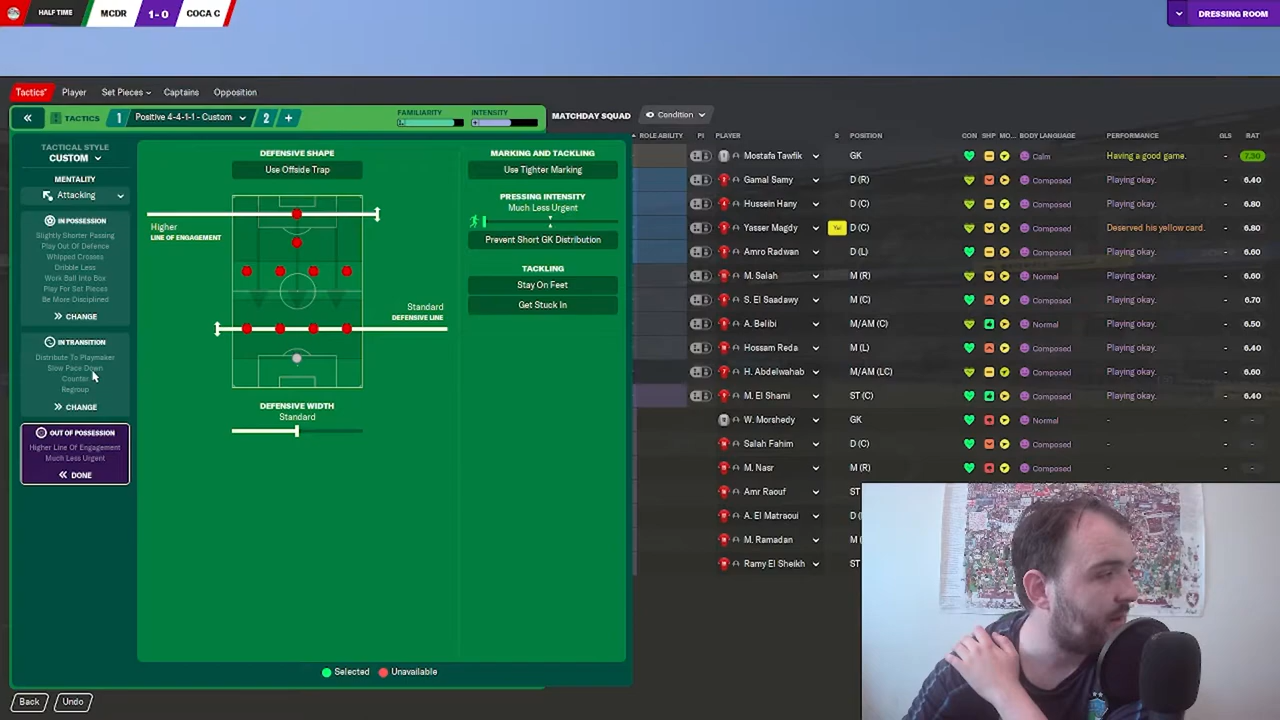 HALF TIME
MCDR
1 - 0
COCA C
DRESSING ROOM
Tactics*
Player
Set Pieces
Captains
Opposition
TACTICS
1
Positive 4-4-1-1 - Custom
2
FAMILIARITY
INTENSITY
MATCHDAY SQUAD
Condition
TACTICAL STYLE
CUSTOM
MENTALITY
Attacking
IN POSSESSION
Slightly Shorter Passing
Play Out Of Defence
Whipped Crosses
Dribble Less
Work Ball Into Box
Play For Set Pieces
Be More Disciplined
CHANGE
IN TRANSITION
Distribute To Playmaker
Slow Pace Down
Counter
Regroup
CHANGE
OUT OF POSSESSION
Higher Line Of Engagement
Much Less Urgent
DONE
DEFENSIVE SHAPE
Use Offside Trap
Higher
LINE OF ENGAGEMENT
Standard
DEFENSIVE LINE
DEFENSIVE WIDTH
Standard
MARKING AND TACKLING
Use Tighter Marking
PRESSING INTENSITY
Much Less Urgent
Prevent Short GK Distribution
TACKLING
Stay On Feet
Get Stuck In
Selected
Unavailable
Back
Undo
ROLE ABILITY PI PLAYER S POSITION CON SHP MO... BODY LANGUAGE PERFORMANCE GLS RAT
Mostafa Tawfik GK Calm Having a good game. - 7.30
Gamal Samy D (R) Composed Playing okay. - 6.40
Hussein Hany D (C) Composed Playing okay. - 6.80
Yasser Magdy Yel D (C) Composed Deserved his yellow card. - 6.80
Amro Radwan D (L) Composed Playing okay. - 6.60
M. Salah M (R) Normal Playing okay. - 6.60
S. El Saadawy M (C) Composed Playing okay. - 6.70
A. Belibi M/AM (C) Normal Playing okay. - 6.50
Hossam Reda M (L) Composed Playing okay. - 6.40
H. Abdelwahab M/AM (LC) Composed Playing okay. - 6.60
M. El Shami ST (C) Composed Playing okay. - 6.40
W. Morshedy GK Normal - - -
Salah Fahim D (C) Composed - - -
M. Nasr M (R) Composed - - -
Amr Raouf ST
A. El Matraoui D (
M. Ramadan M (
Ramy El Sheikh ST